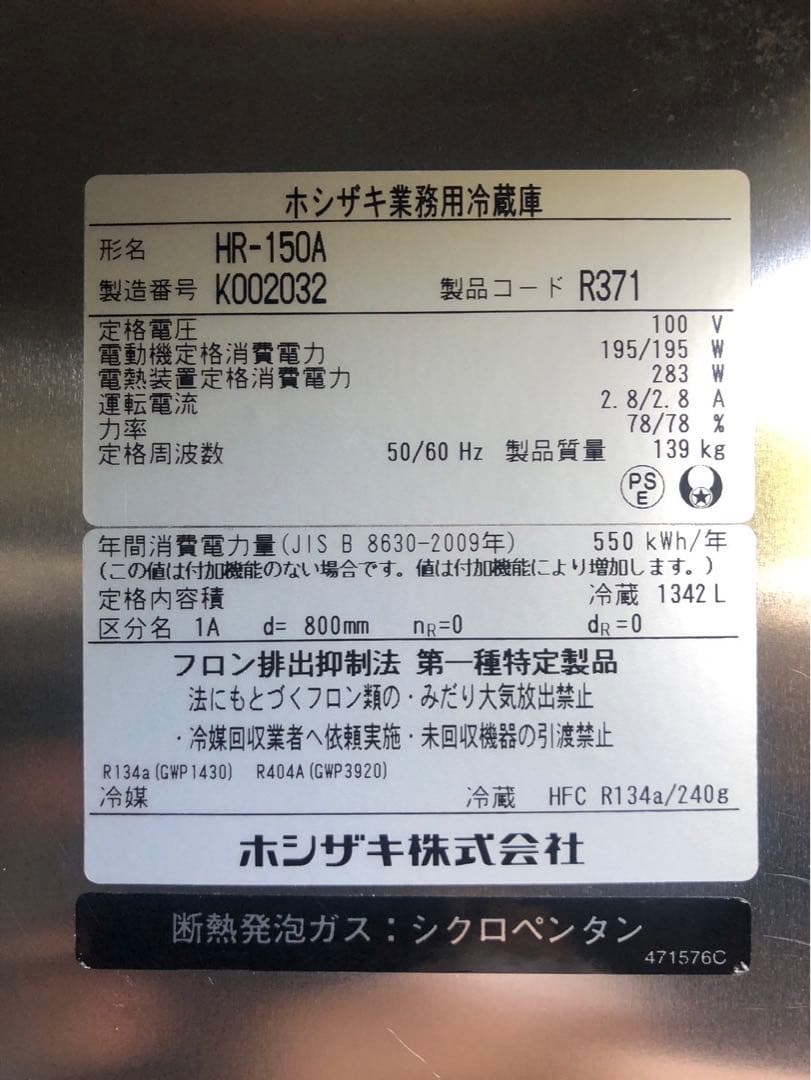 ホシザキ業務用冷蔵庫
形名 HR-150A
製造番号 K002032 製品コード R371
定格電圧 100 V
電動機定格消費電力 195/195 W
電熱装置定格消費電力 283 W
運転電流 2.8/2.8 A
力率 78/78 %
定格周波数 50/60 Hz 製品質量 139 kg
PS
E
年間消費電力量(JIS B 8630-2009年) 550 kWh/年
(この値は付加機能のない場合です。値は付加機能により増加します。)
定格内容積 冷蔵 1342 L
区分名 1A d= 800mm nR=0 dR=0
フロン排出抑制法 第一種特定製品
法にもとづくフロン類の・みだり大気放出禁止
・冷媒回収業者へ依頼実施・未回収機器の引渡禁止
R134a(GWP1430) R404A(GWP3920)
冷媒 冷蔵 HFC R134a/240g
ホシザキ株式会社
断熱発泡ガス：シクロペンタン
471576C